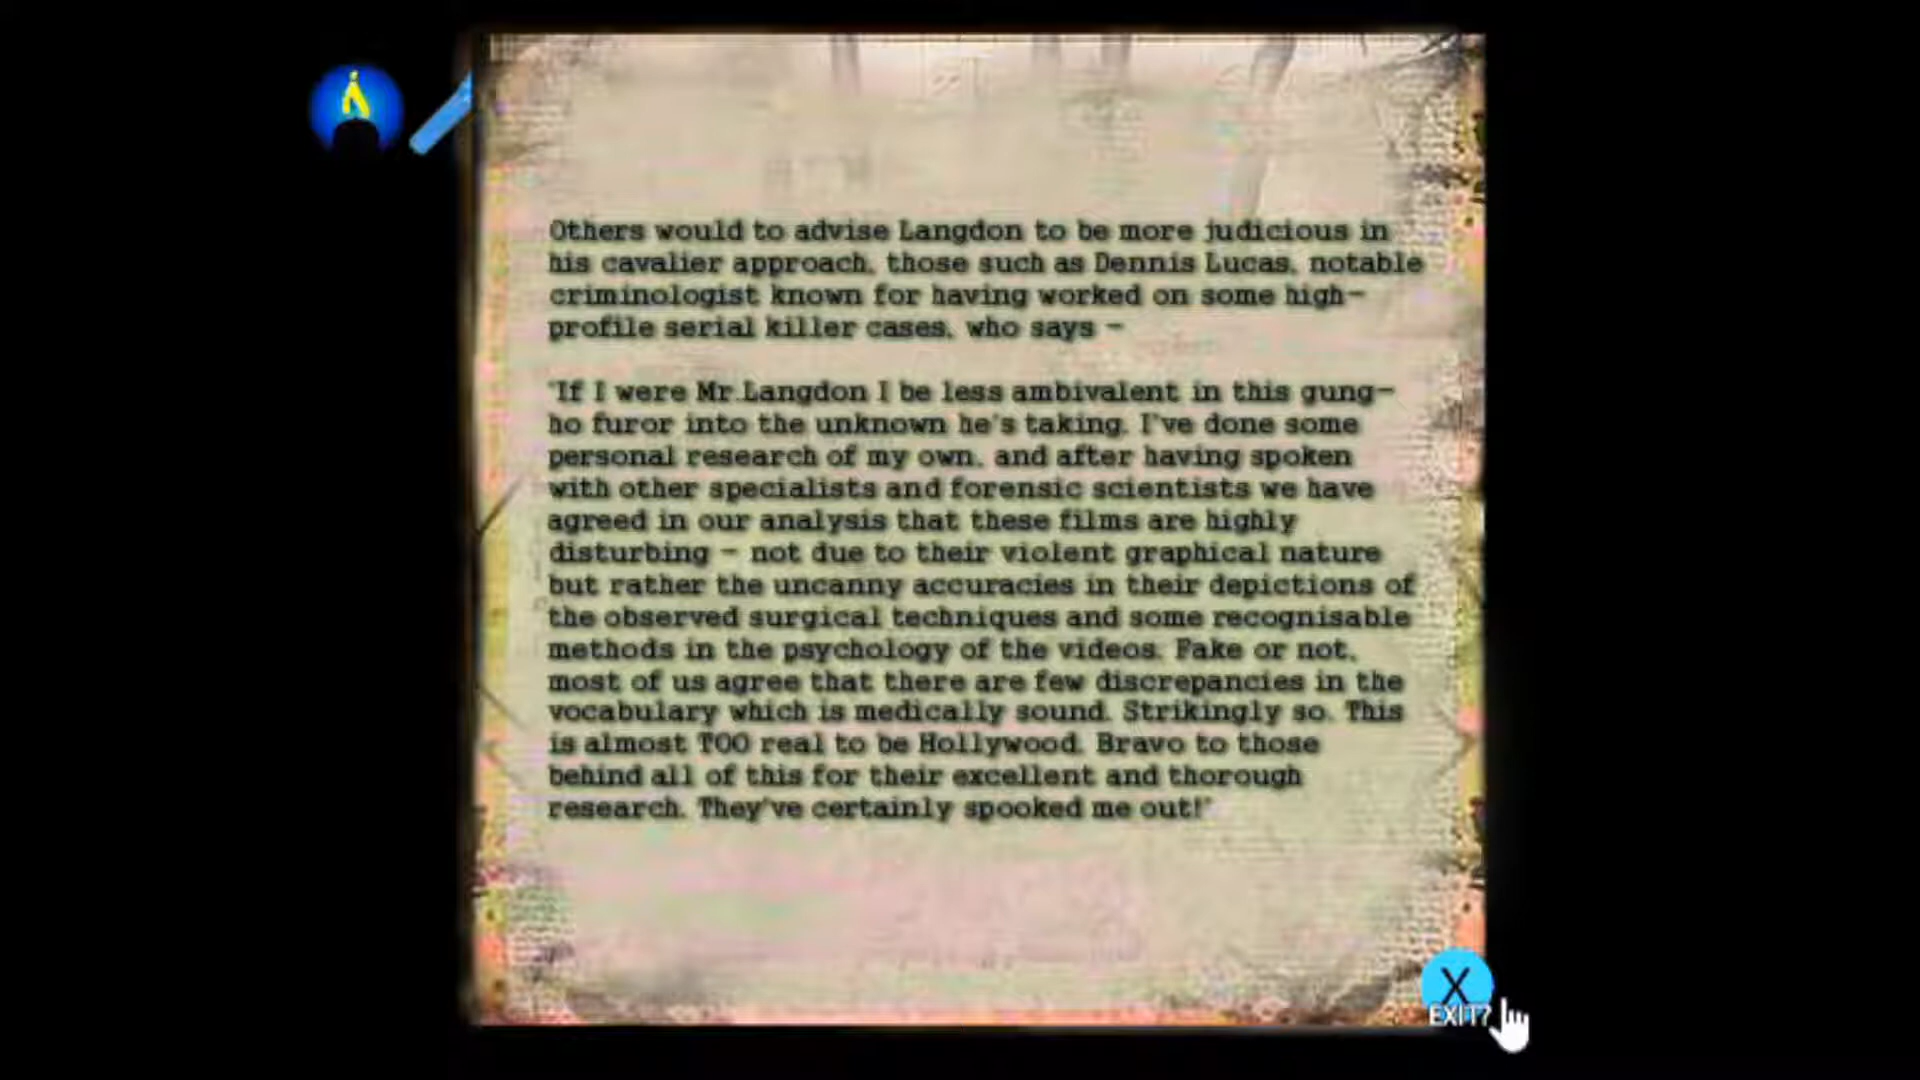 Others would to advise Langdon to be more judicious in
his cavalier approach, those such as Dennis Lucas, notable
criminologist known for having worked on some high-
profile serial killer cases, who says -
"If I were Mr.Langdon I be less ambivalent in this gung-
ho furor into the unknown he's taking. I've done some
personal research of my own, and after having spoken
with other specialists and forensic scientists we have
agreed in our analysis that these films are highly
disturbing - not due to their violent graphical nature
but rather the uncanny accuracies in their depictions of
the observed surgical techniques and some recognisable
methods in the psychology of the videos. Fake or not,
most of us agree that there are few discrepancies in the
vocabulary which is medically sound. Strikingly so. This
is almost TOO real to be Hollywood. Bravo to those
behind all of this for their excellent and thorough
research. They've certainly spooked me out!"
X
EXIT?